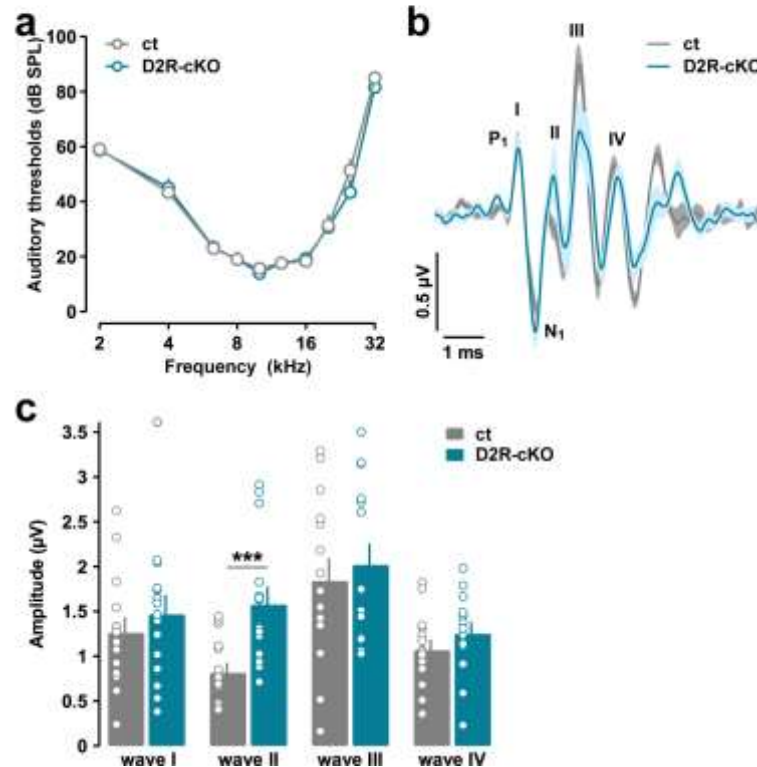 a
b
100
80
60
40
20
0
Auditory thresholds (dB SPL)
ct
D2R-cKO
2
4
8
16
32
Frequency (kHz)
I
II
III
IV
P1
N1
ct
D2R-cKO
0.5 µV
1 ms
c
3.5
3
2.5
2
1.5
1
0.5
0
Amplitude (µV)
***
ct
D2R-cKO
wave I
wave II
wave III
wave IV